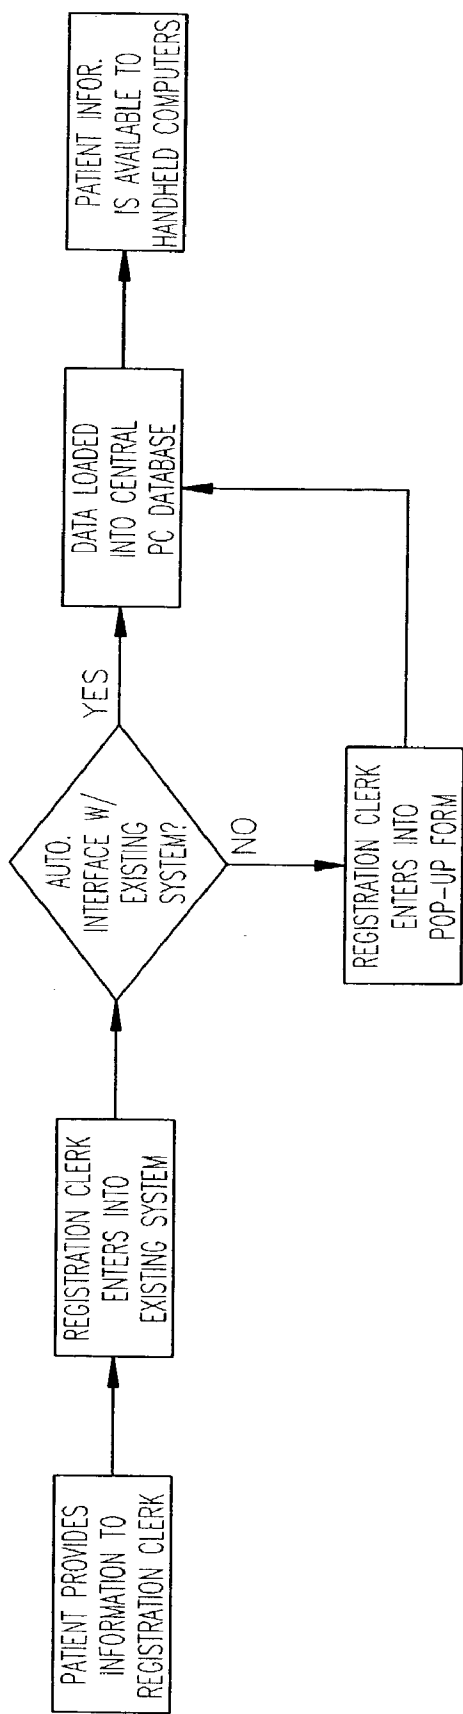 PATIENT PROVIDES
INFORMATION TO
REGISTRATION CLERK
REGISTRATION CLERK
ENTERS INTO
EXISTING SYSTEM
AUTO.
INTERFACE W/
EXISTING
SYSTEM?
YES
NO
REGISTRATION CLERK
ENTERS INTO
POP-UP FORM
DATA LOADED
INTO CENTRAL
PC DATABASE
PATIENT INFOR.
IS AVAILABLE TO
HANDHELD COMPUTERS